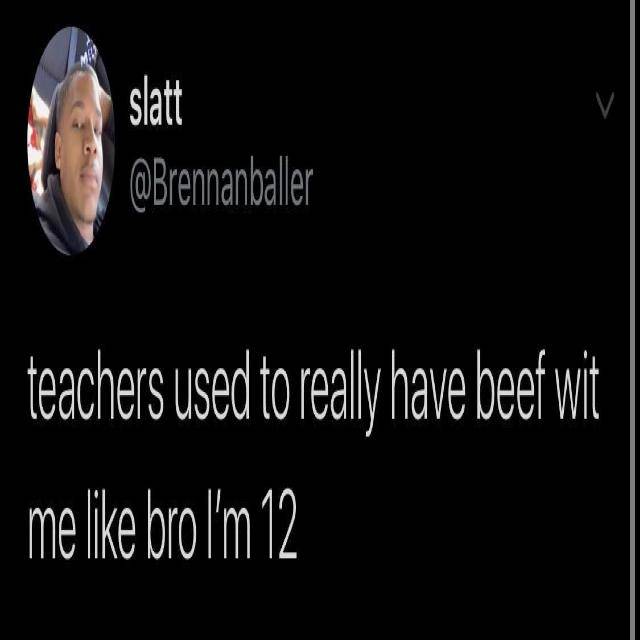 slatt
@Brennanballer
teachers used to really have beef wit
me like bro I'm 12